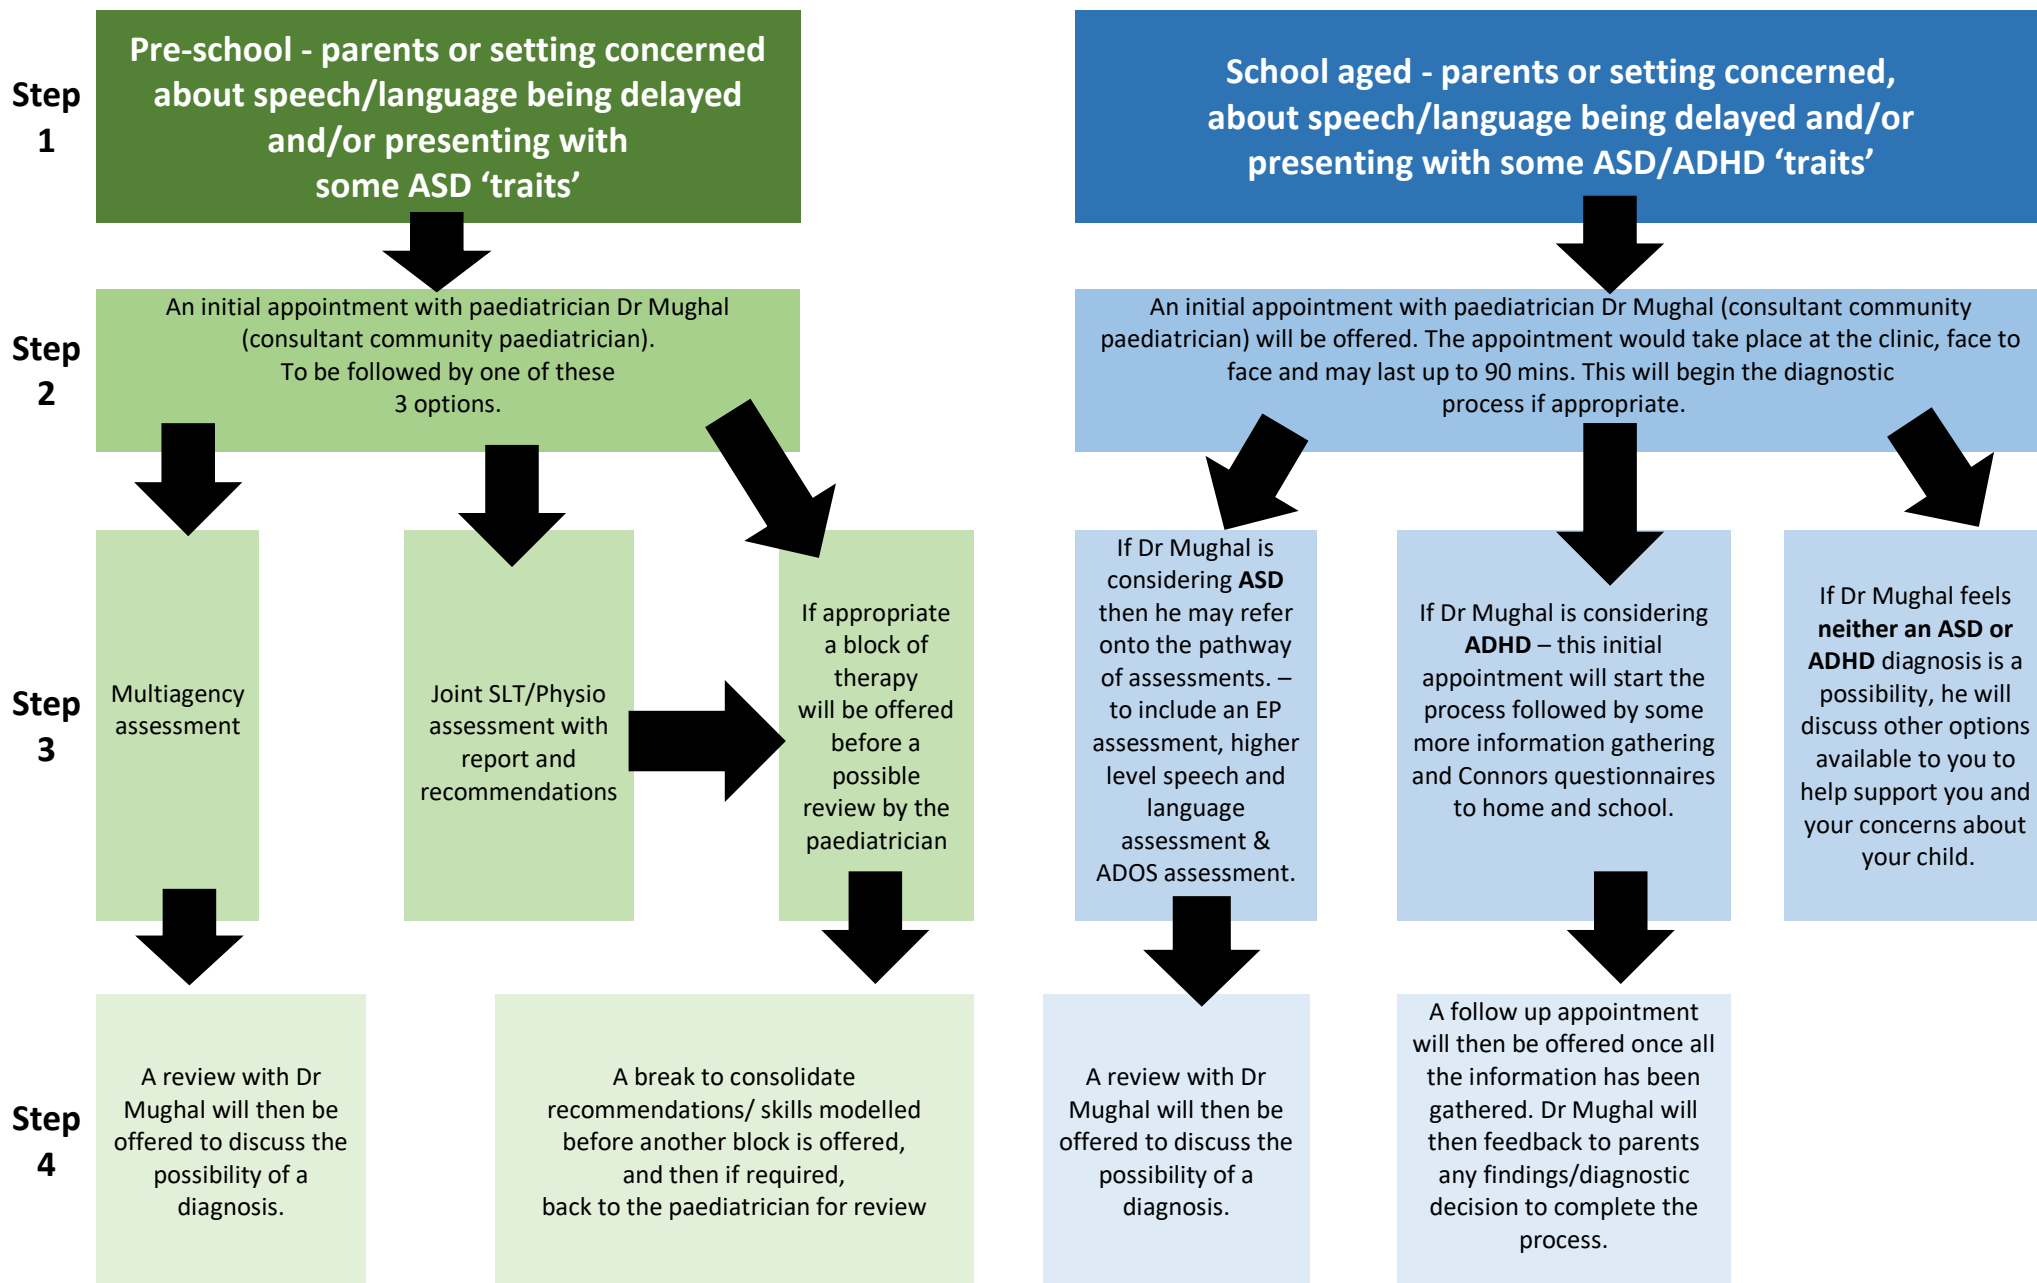 Step
1
Pre-school - parents or setting concerned
about speech/language being delayed
and/or presenting with
some ASD ‘traits’
School aged - parents or setting concerned,
about speech/language being delayed and/or
presenting with some ASD/ADHD ‘traits’
Step
2
An initial appointment with paediatrician Dr Mughal
(consultant community paediatrician).
To be followed by one of these
3 options.
An initial appointment with paediatrician Dr Mughal (consultant community
paediatrician) will be offered. The appointment would take place at the clinic, face to
face and may last up to 90 mins. This will begin the diagnostic
process if appropriate.
Step
3
Multiagency
assessment
Joint SLT/Physio
assessment with
report and
recommendations
If appropriate
a block of
therapy
will be offered
before a
possible
review by the
paediatrician
If Dr Mughal is
considering ASD
then he may refer
onto the pathway
of assessments. –
to include an EP
assessment, higher
level speech and
language
assessment &
ADOS assessment.
If Dr Mughal is considering
ADHD – this initial
appointment will start the
process followed by some
more information gathering
and Connors questionnaires
to home and school.
If Dr Mughal feels
neither an ASD or
ADHD diagnosis is a
possibility, he will
discuss other options
available to you to
help support you and
your concerns about
your child.
Step
4
A review with Dr
Mughal will then be
offered to discuss the
possibility of a
diagnosis.
A break to consolidate
recommendations/ skills modelled
before another block is offered,
and then if required,
back to the paediatrician for review
A review with Dr
Mughal will then be
offered to discuss the
possibility of a
diagnosis.
A follow up appointment
will then be offered once all
the information has been
gathered. Dr Mughal will
then feedback to parents
any findings/diagnostic
decision to complete the
process.